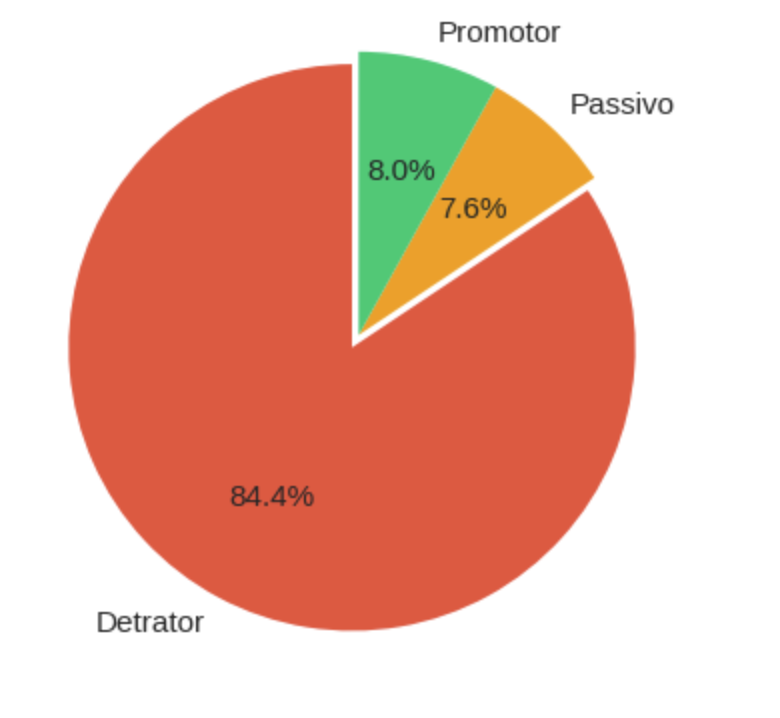 Promotor
Passivo
8.0%
7.6%
84.4%
Detrator